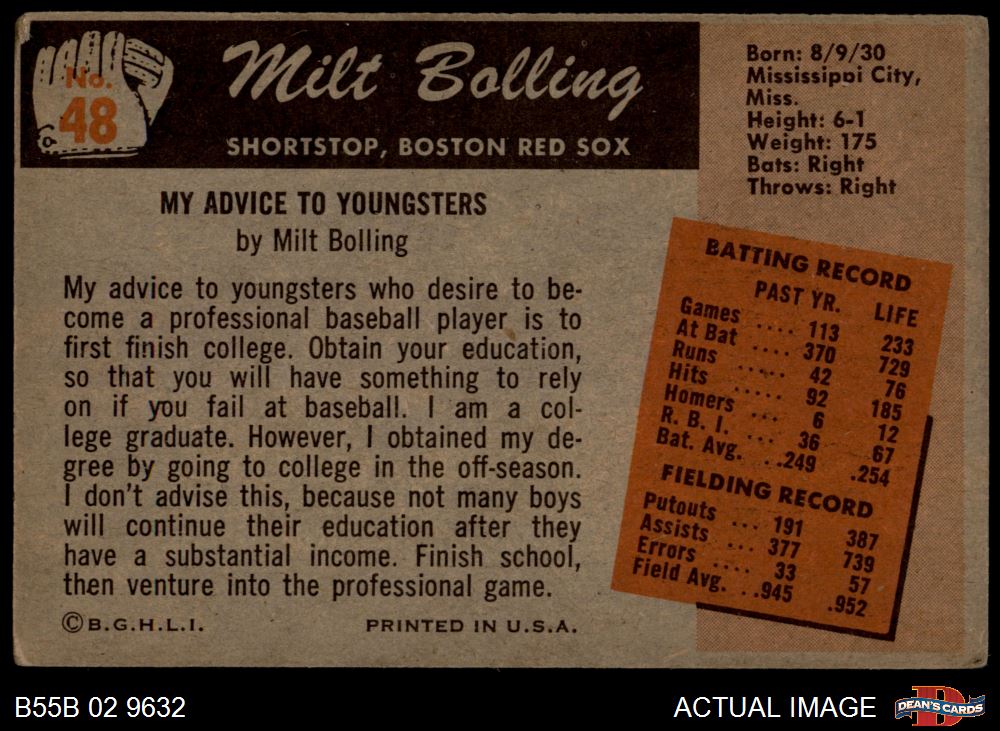 No.
48
Milt Bolling
SHORTSTOP, BOSTON RED SOX
Born: 8/9/30
Mississippi City,
Miss.
Height: 6-1
Weight: 175
Bats: Right
Throws: Right
MY ADVICE TO YOUNGSTERS
by Milt Bolling
My advice to youngsters who desire to be-
come a professional baseball player is to
first finish college. Obtain your education,
so that you will have something to rely
on if you fail at baseball. I am a col-
lege graduate. However, I obtained my de-
gree by going to college in the off-season.
I don't advise this, because not many boys
will continue their education after they
have a substantial income. Finish school,
then venture into the professional game.
©B.G.H.L.I. PRINTED IN U.S.A.
BATTING RECORD
PAST YR. LIFE
Games .... 113 233
At Bat .... 370 729
Runs ..... 42 76
Hits ..... 92 185
Homers ... 6 12
R. B. I. ... 36 67
Bat. Avg. ..249 .254
FIELDING RECORD
Putouts ... 191 387
Assists ... 377 739
Errors ... 33 57
Field Avg. ..945 .952
B55B 02 9632
ACTUAL IMAGE
D
DEAN'S CARDS